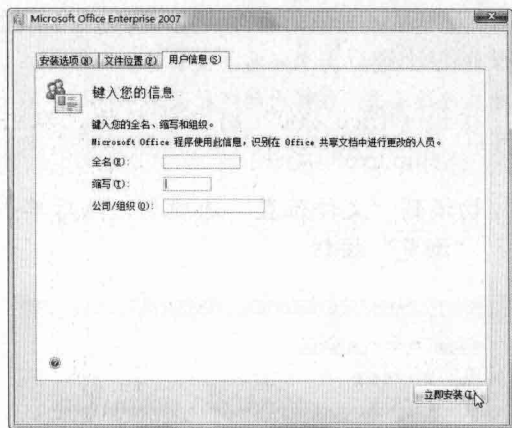 Microsoft Office Enterprise 2007
安装选项(N) 文件位置(F) 用户信息(S)
键入您的信息
键入您的全名、缩写和组织。
Microsoft Office 程序使用此信息，识别在 Office 共享文档中进行更改的人员。
全名(E):
缩写(T):
公司/组织(O):
立即安装(I)